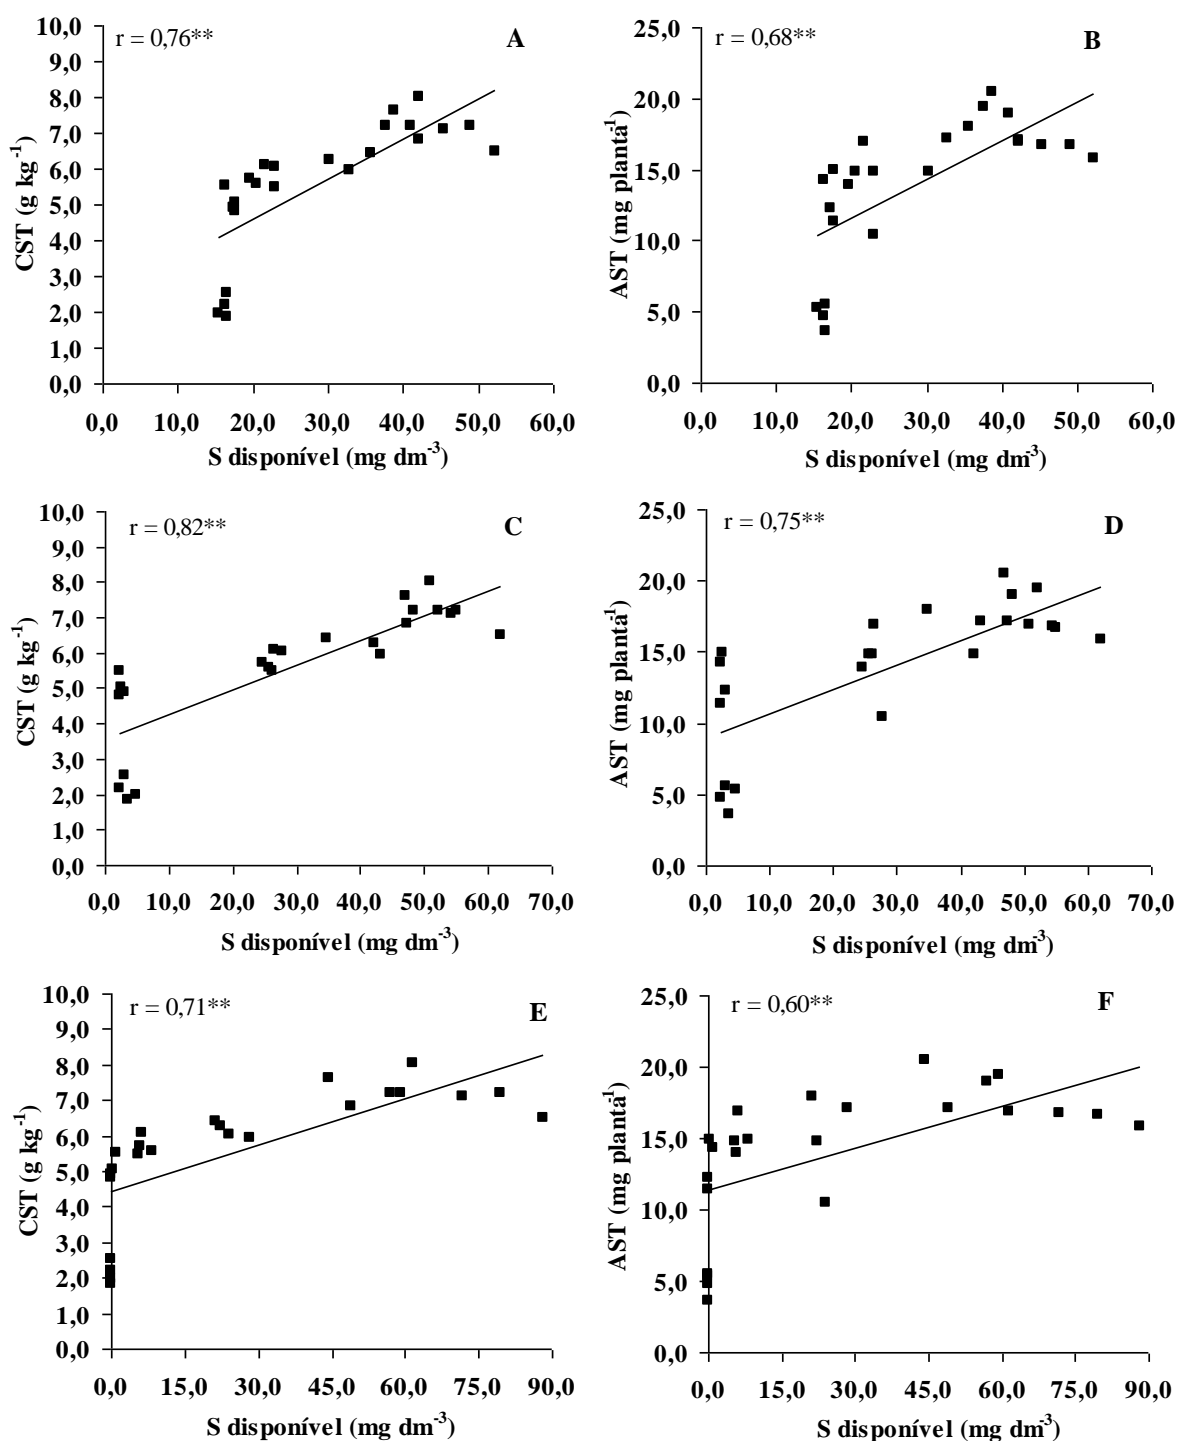 r = 0,76**
A
CST (g kg⁻¹)
10,0
9,0
8,0
7,0
6,0
5,0
4,0
3,0
2,0
1,0
0,0
0,0 10,0 20,0 30,0 40,0 50,0 60,0
S disponível (mg dm⁻³)
r = 0,68**
B
AST (mg planta⁻¹)
25,0
20,0
15,0
10,0
5,0
0,0
0,0 10,0 20,0 30,0 40,0 50,0 60,0
S disponível (mg dm⁻³)
r = 0,82**
C
CST (g kg⁻¹)
10,0
9,0
8,0
7,0
6,0
5,0
4,0
3,0
2,0
1,0
0,0
0,0 10,0 20,0 30,0 40,0 50,0 60,0 70,0
S disponível (mg dm⁻³)
r = 0,75**
D
AST (mg planta⁻¹)
25,0
20,0
15,0
10,0
5,0
0,0
0,0 10,0 20,0 30,0 40,0 50,0 60,0 70,0
S disponível (mg dm⁻³)
r = 0,71**
E
CST (g kg⁻¹)
10,0
9,0
8,0
7,0
6,0
5,0
4,0
3,0
2,0
1,0
0,0
0,0 15,0 30,0 45,0 60,0 75,0 90,0
S disponível (mg dm⁻³)
r = 0,60**
F
AST (mg planta⁻¹)
25,0
20,0
15,0
10,0
5,0
0,0
0,0 15,0 30,0 45,0 60,0 75,0 90,0
S disponível (mg dm⁻³)